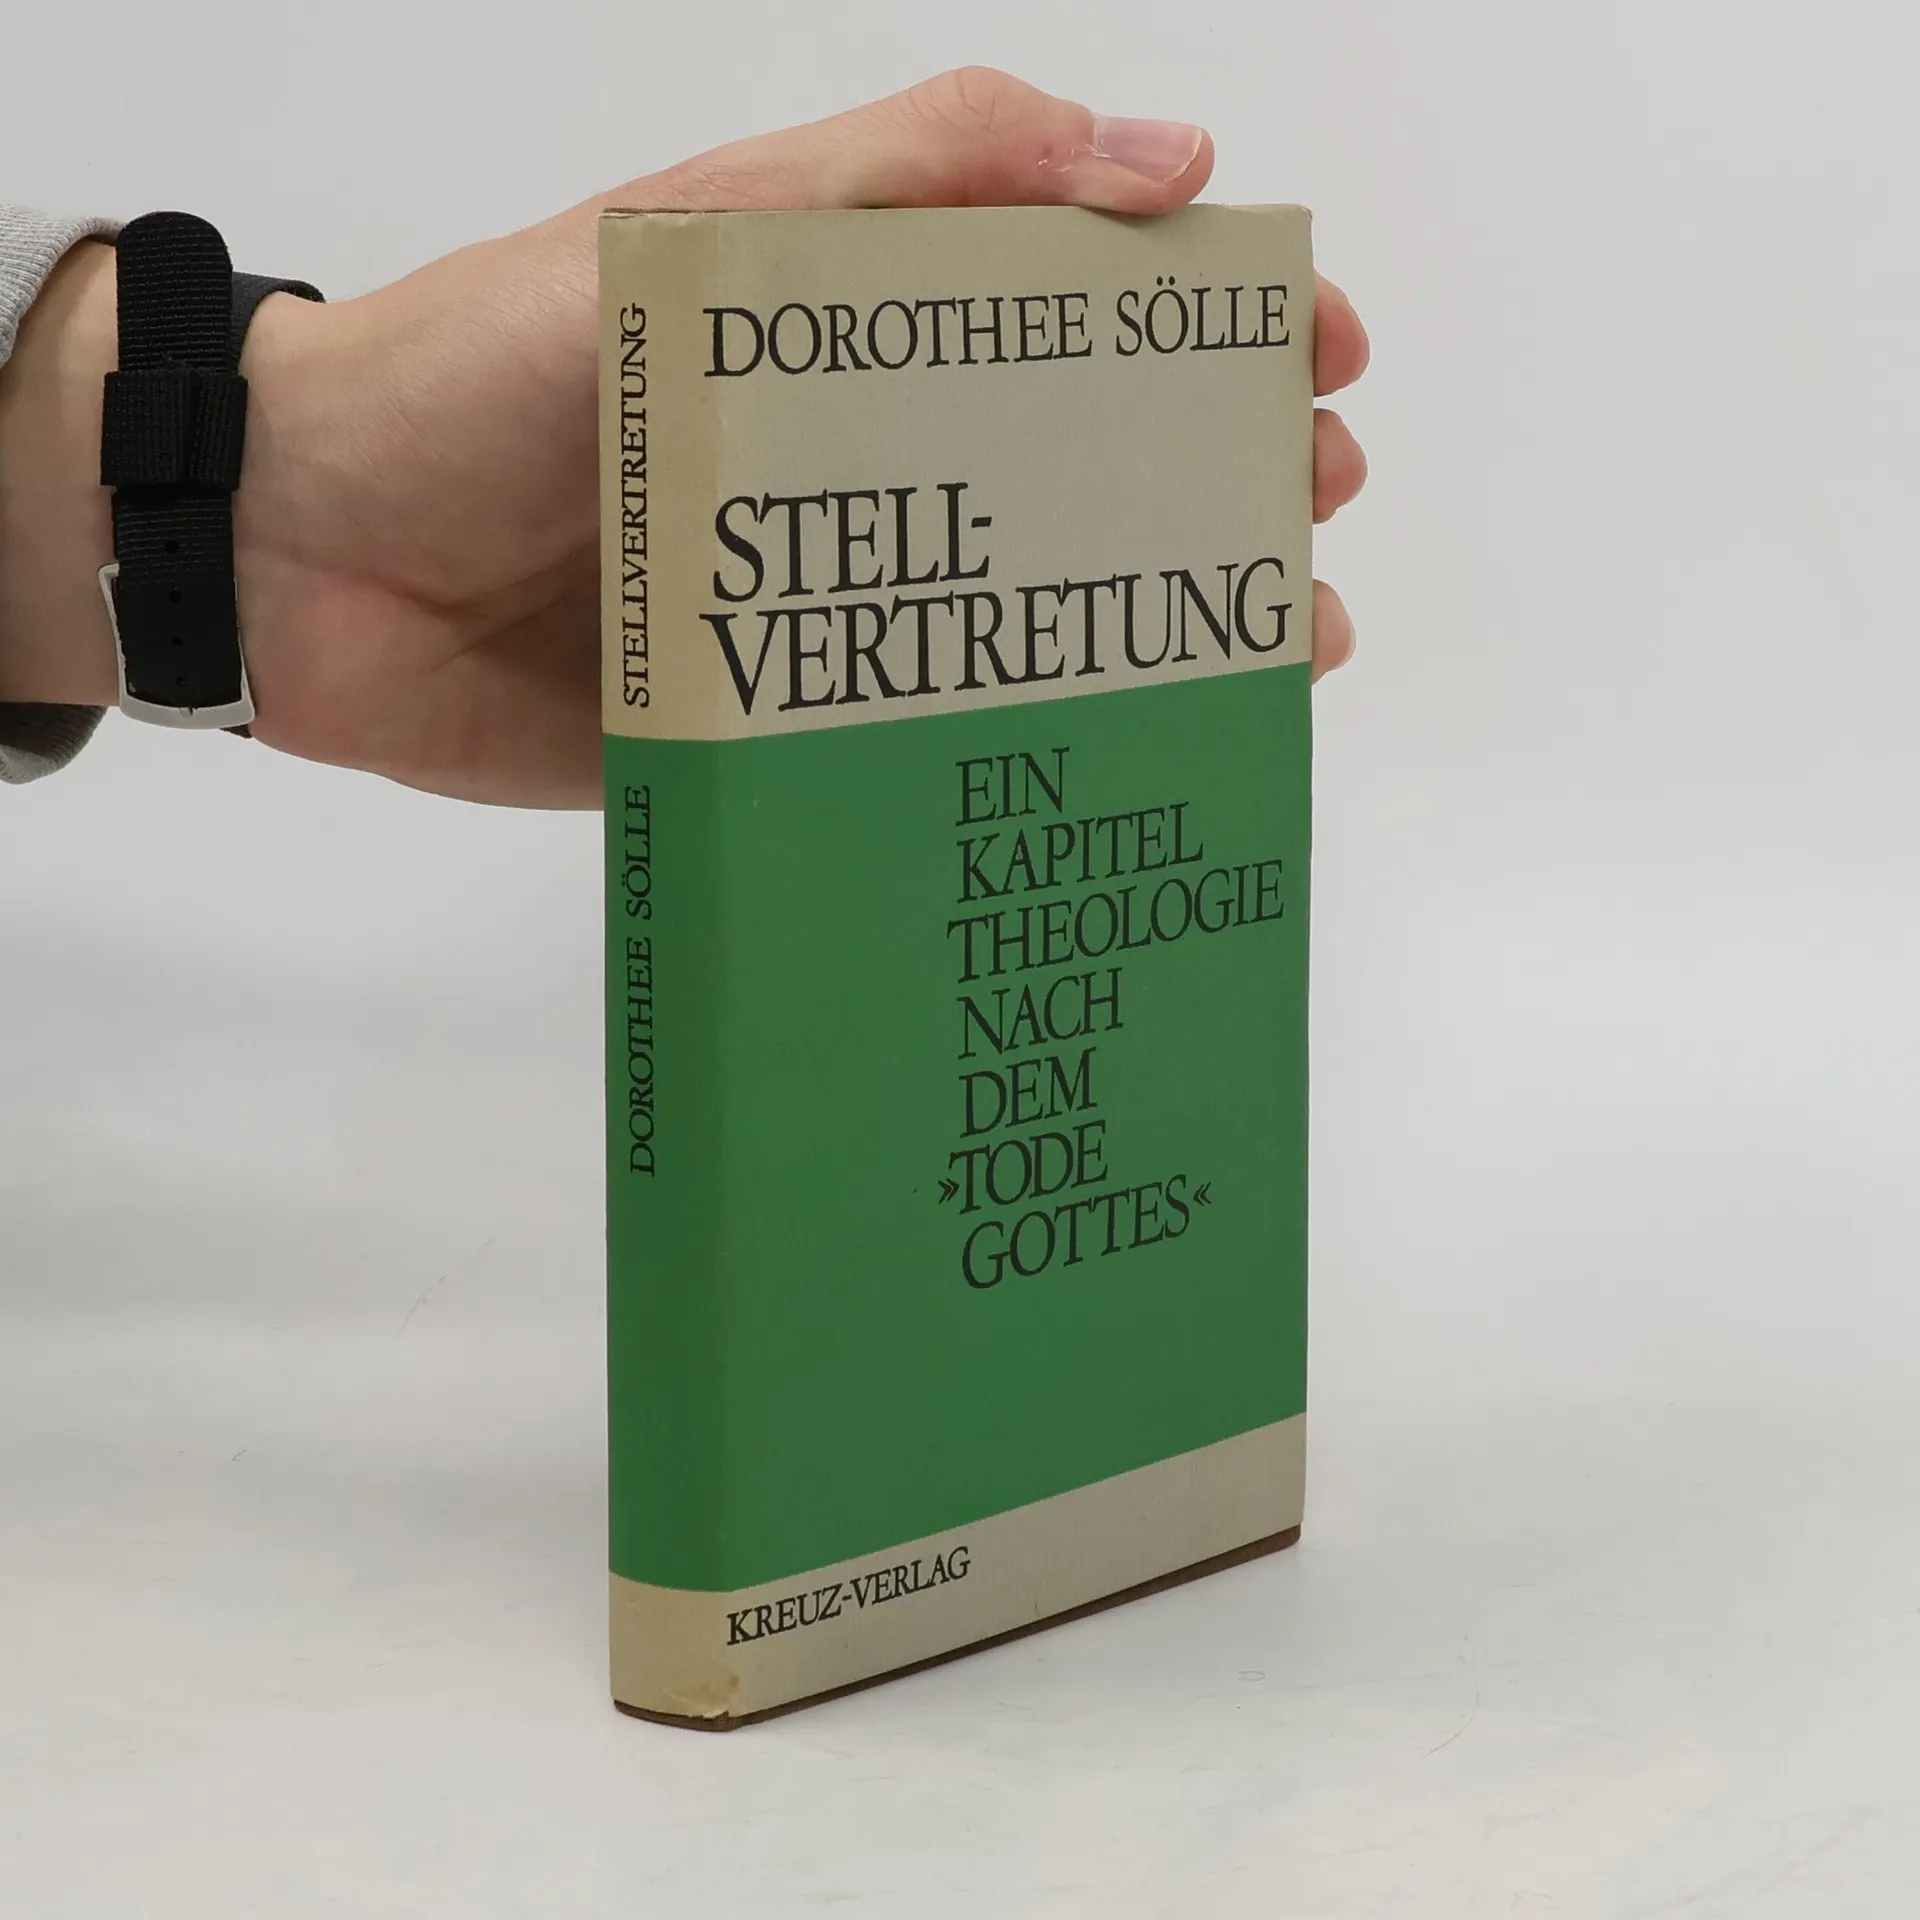 STELLVERTRETUNG
DOROTHEE SÖLLE
DOROTHEE SÖLLE
STELL-
VERTRETUNG
EIN
KAPITEL
THEOLOGIE
NACH
DEM
»TODE
GOTTES«
KREUZ-VERLAG